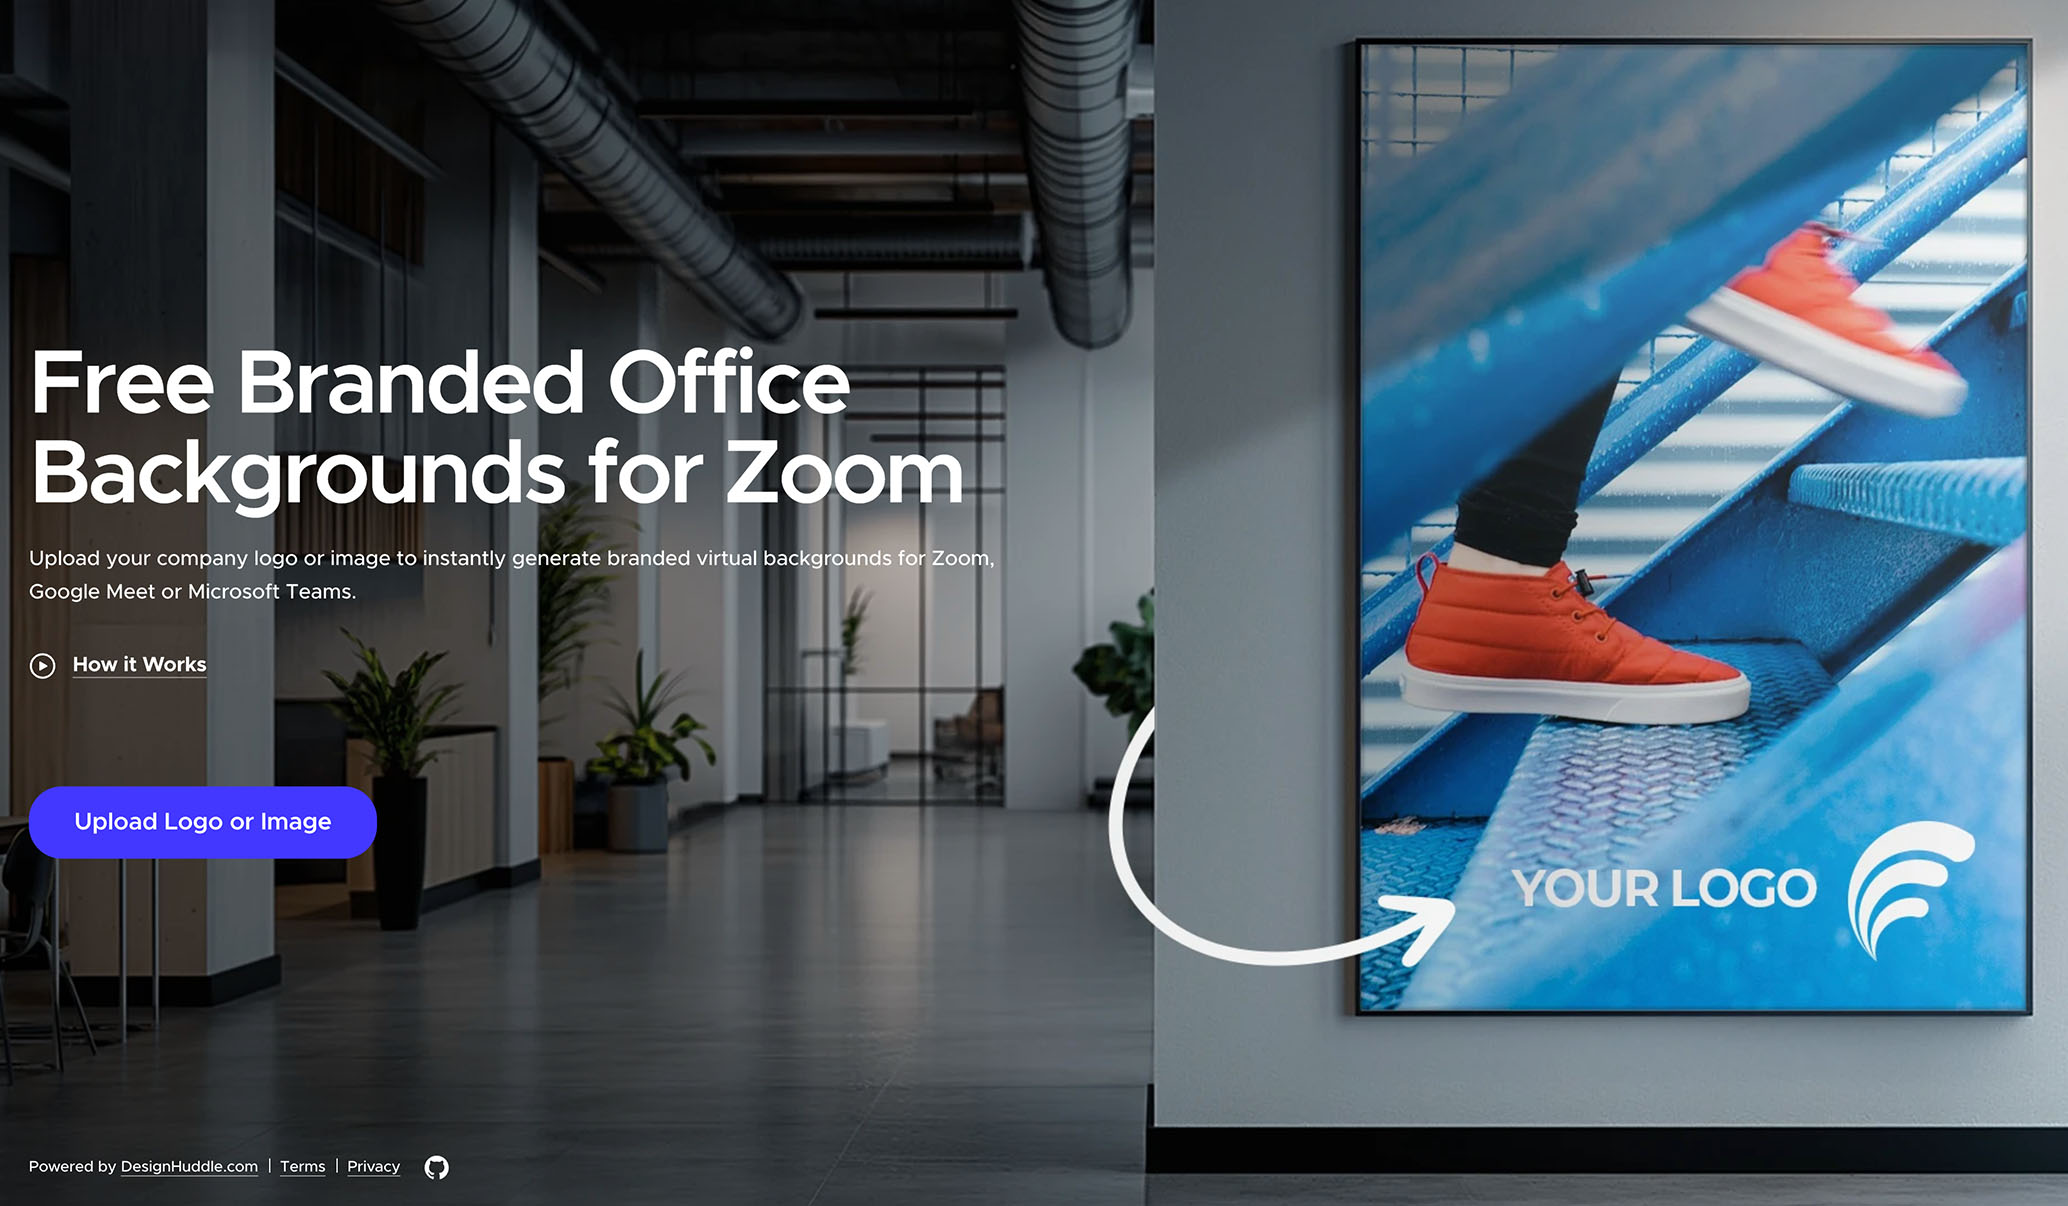 Free Branded Office
Backgrounds for Zoom
Upload your company logo or image to instantly generate branded virtual backgrounds for Zoom,
Google Meet or Microsoft Teams.
How it Works
Upload Logo or Image
YOUR LOGO
Powered by DesignHuddle.com | Terms | Privacy